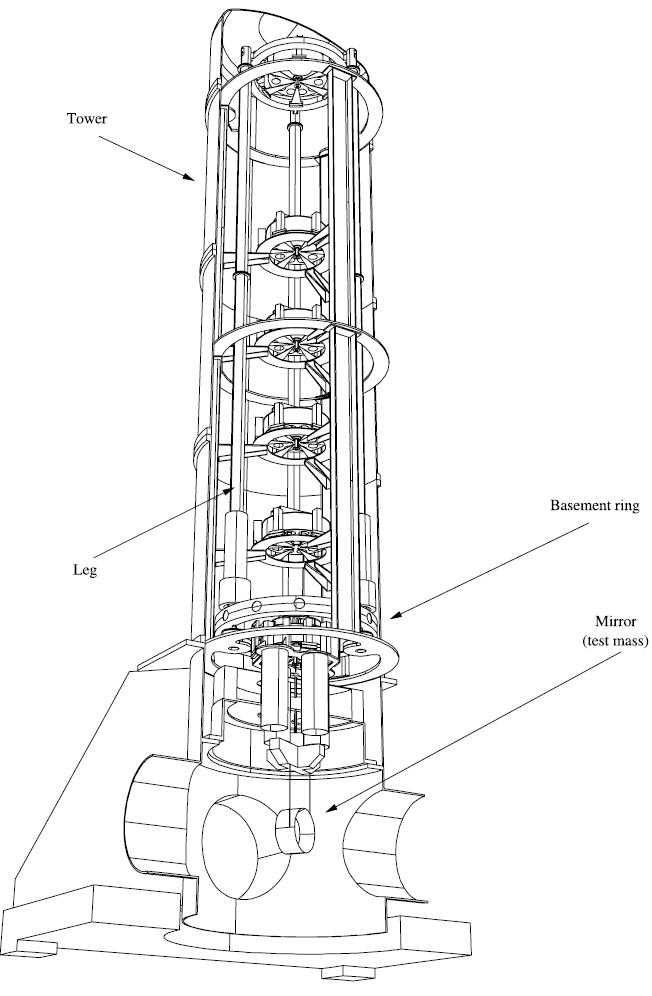 Tower
Basement ring
Leg
Mirror
(test mass)